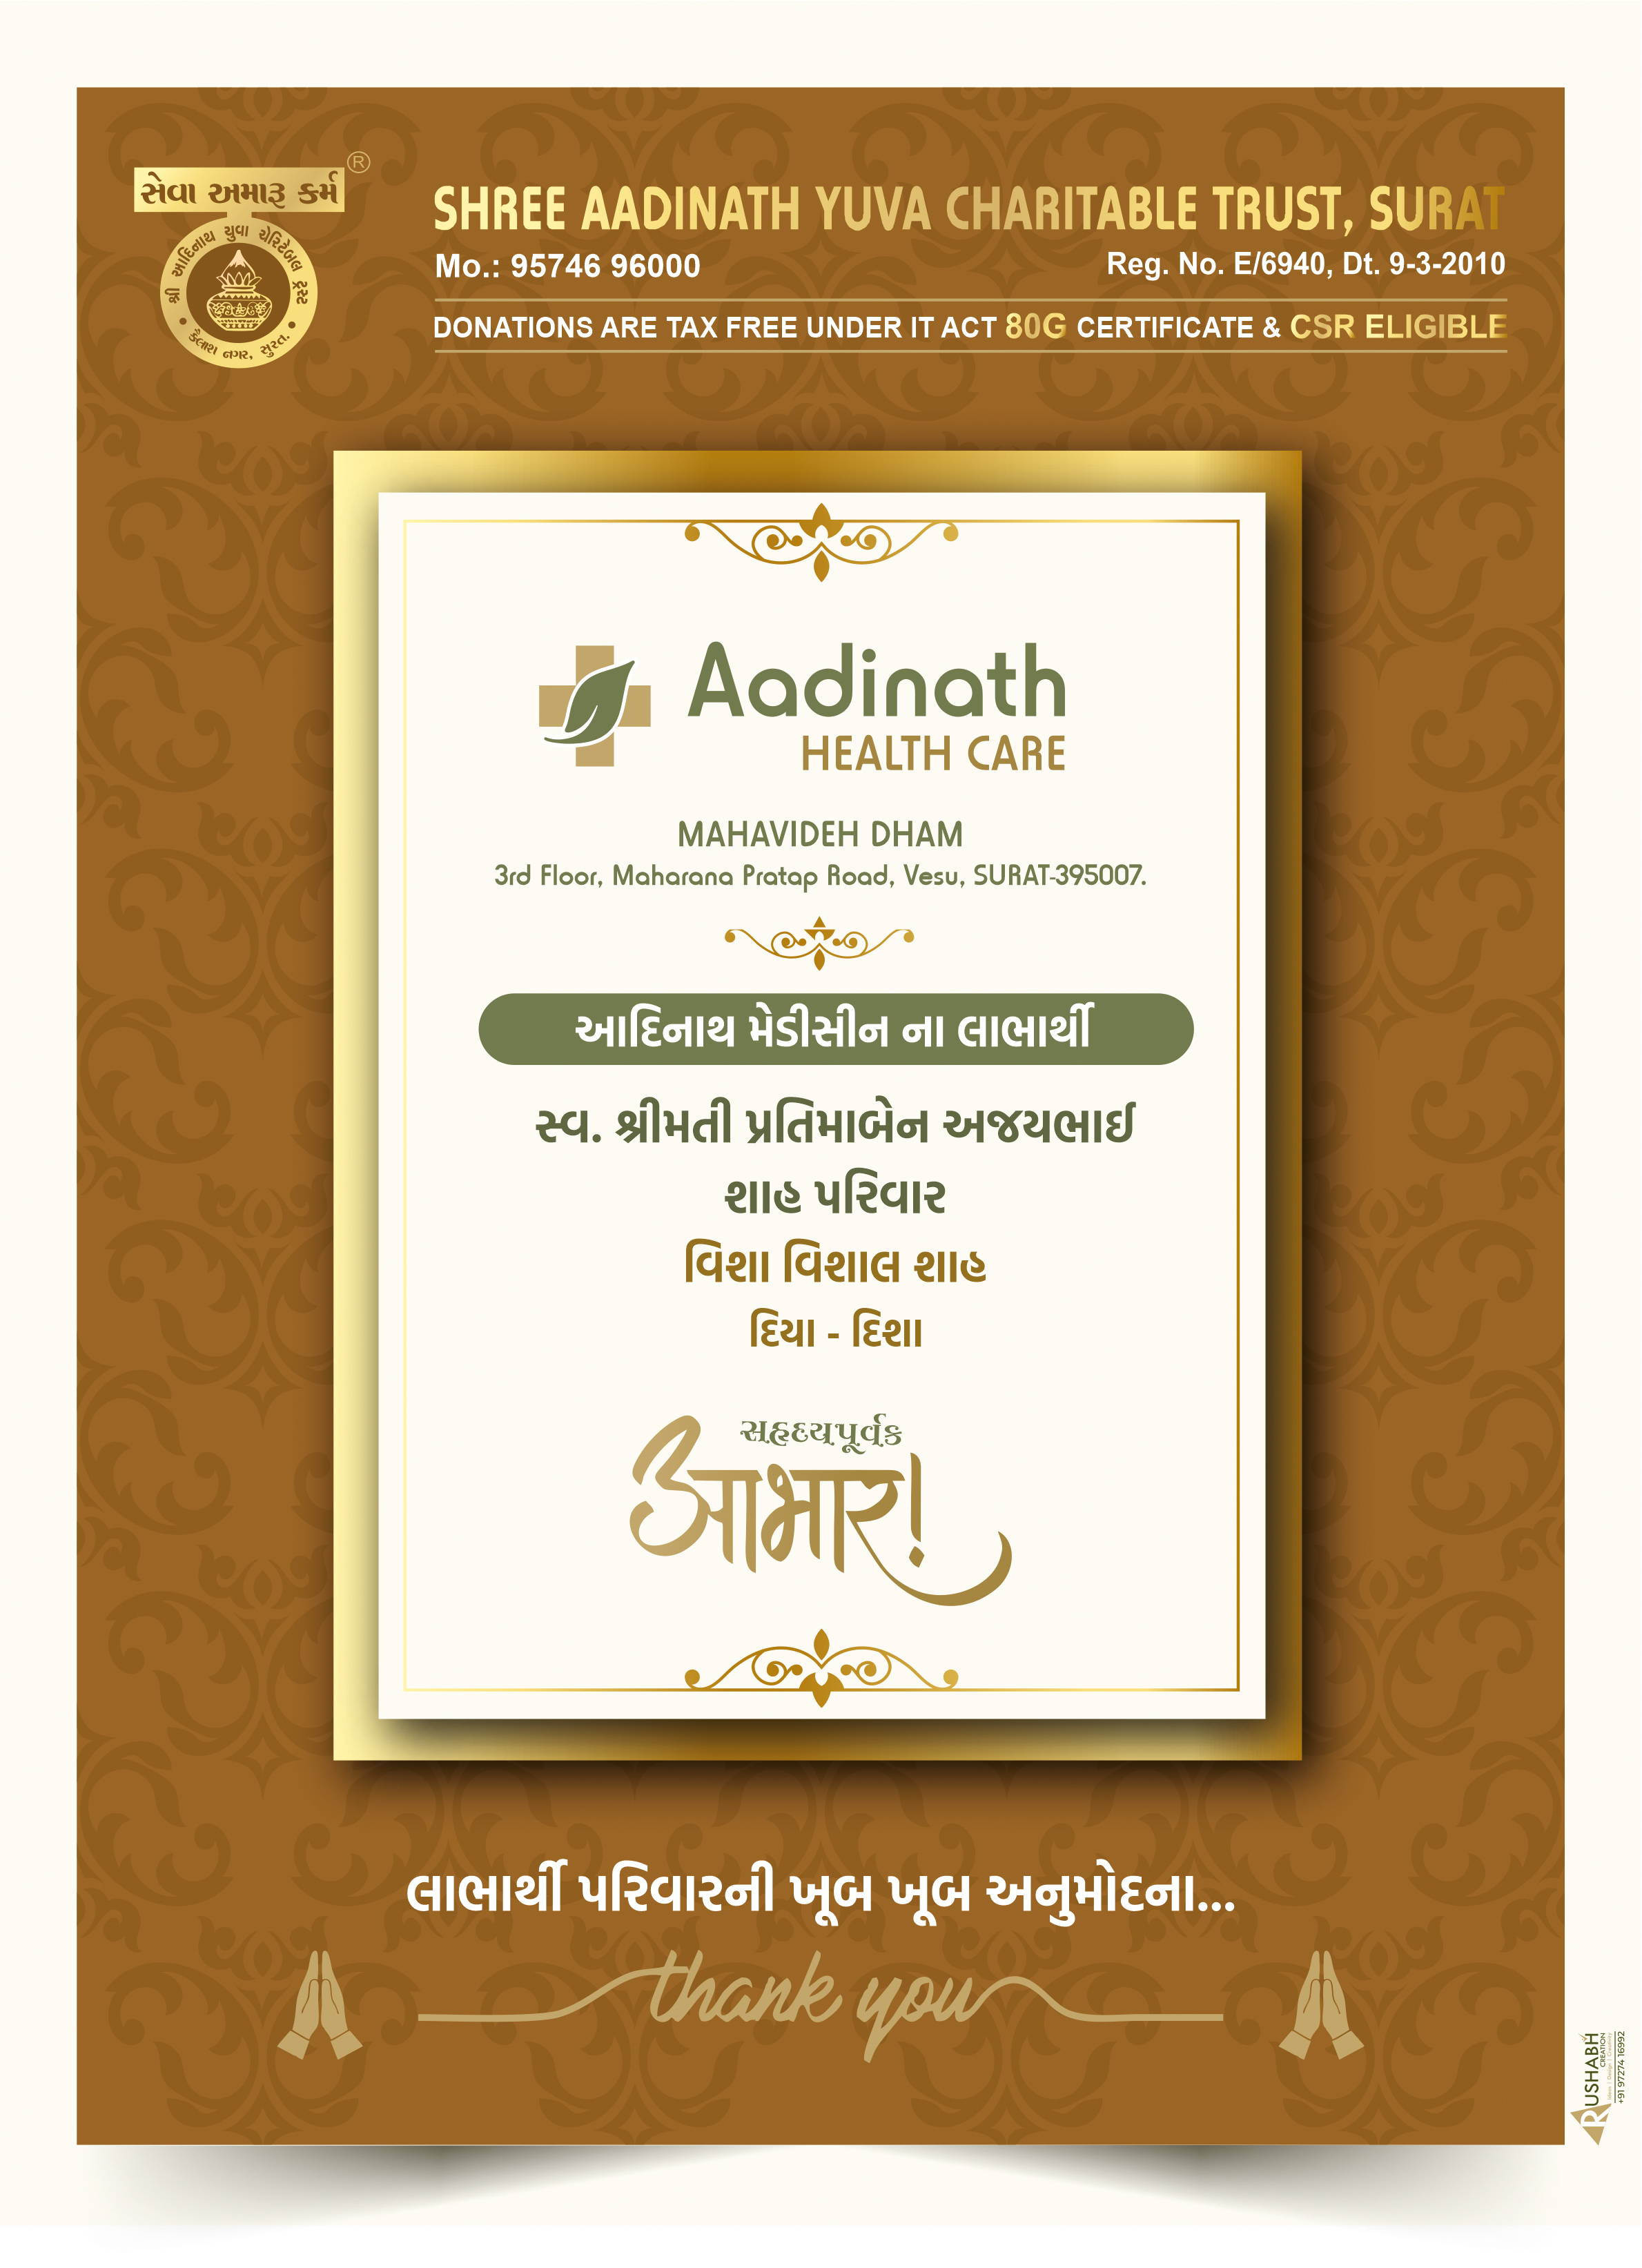 સેવા અમારૂ કર્મ ®
શ્રી આદિનાથ યુવા ચેરિટેબલ ટ્રસ્ટ
• કૈલાશ નગર, સુરત. •
SHREE AADINATH YUVA CHARITABLE TRUST, SURAT
Mo.: 95746 96000 Reg. No. E/6940, Dt. 9-3-2010
DONATIONS ARE TAX FREE UNDER IT ACT 80G CERTIFICATE & CSR ELIGIBLE
Aadinath
HEALTH CARE
MAHAVIDEH DHAM
3rd Floor, Maharana Pratap Road, Vesu, SURAT-395007.
આદિનાથ મેડીસીન ના લાભાર્થી
સ્વ. શ્રીમતી પ્રતિમાબેન અજયભાઈ
શાહ પરિવાર
વિશા વિશાલ શાહ
દિયા - દિશા
સહૃદયપૂર્વક
આભાર!
લાભાર્થી પરિવારની ખૂબ ખૂબ અનુમોદના...
thank you
RUSHABH
CREATION
+91 97274 16992